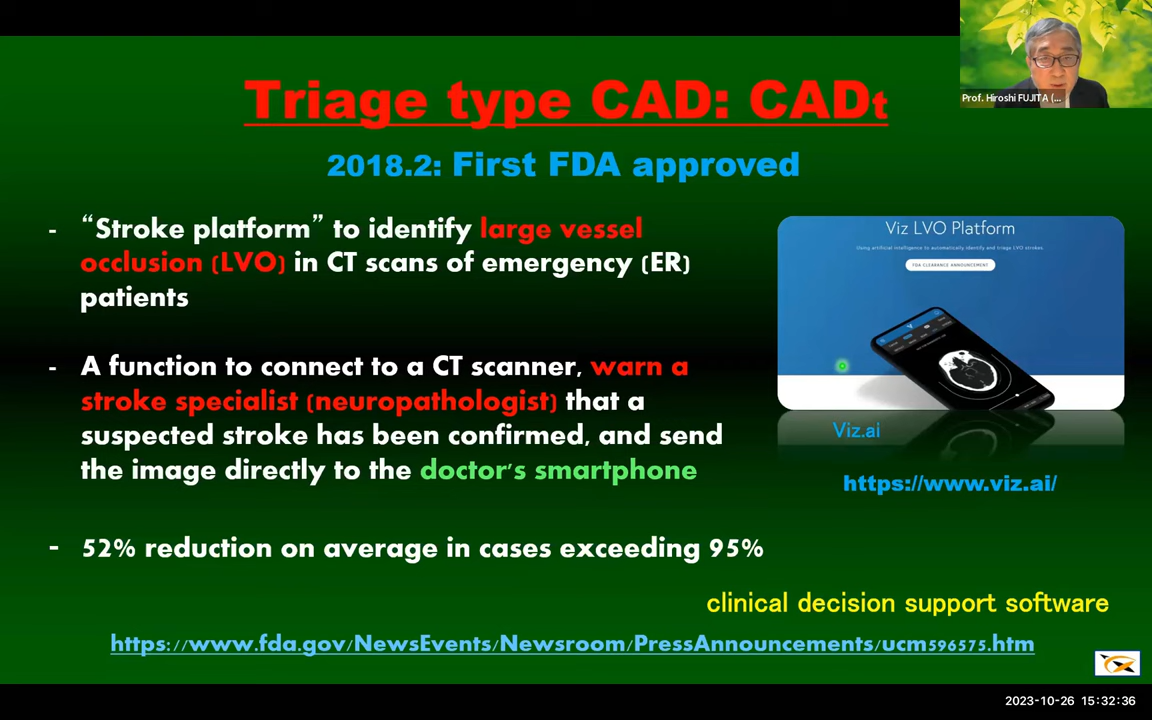 Prof. Hiroshi FUJITA (...
Triage type CAD: CADt
2018.2: First FDA approved
- “Stroke platform” to identify large vessel
occlusion (LVO) in CT scans of emergency (ER)
patients
- A function to connect to a CT scanner, warn a
stroke specialist (neuropathologist) that a
suspected stroke has been confirmed, and send
the image directly to the doctor's smartphone
- 52% reduction on average in cases exceeding 95%
Viz LVO Platform
Using artificial intelligence to automatically identify and triage LVO strokes.
FDA CLEARANCE ANNOUNCEMENT
Viz.ai
https://www.viz.ai/
clinical decision support software
https://www.fda.gov/NewsEvents/Newsroom/PressAnnouncements/ucm596575.htm
2023-10-26 15:32:36